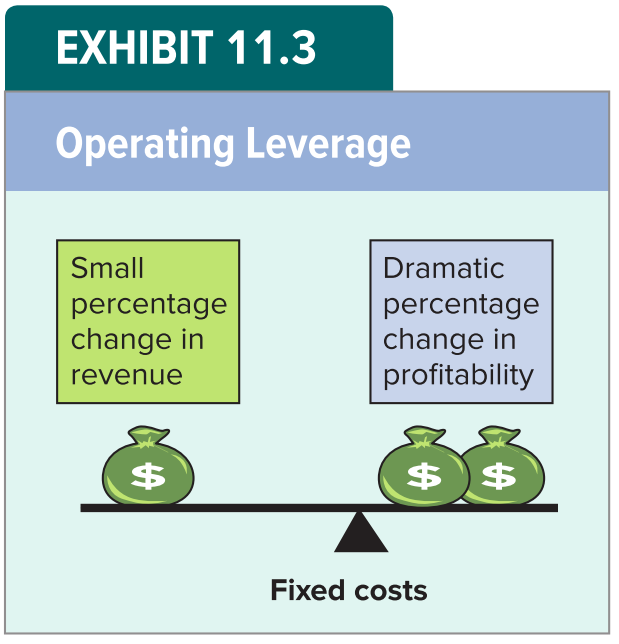 EXHIBIT 11.3
Operating Leverage
Small
percentage
change in
revenue
Dramatic
percentage
change in
profitability
$
$
$
Fixed costs